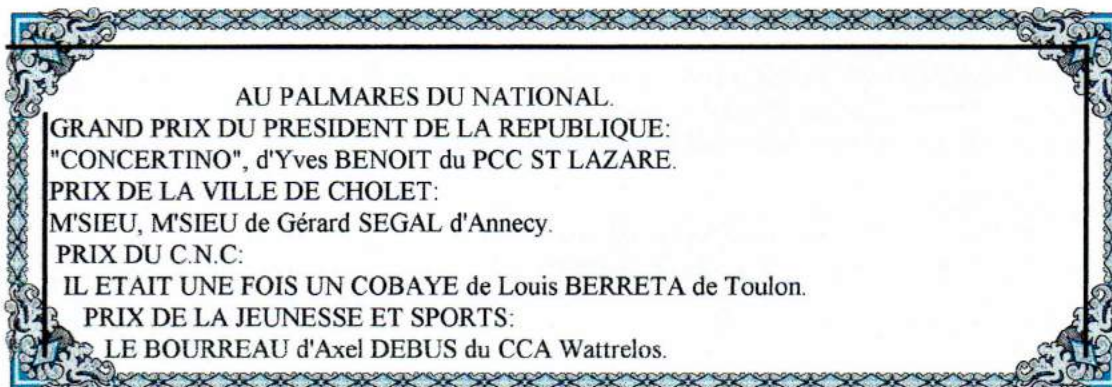 AU PALMARES DU NATIONAL.
GRAND PRIX DU PRESIDENT DE LA REPUBLIQUE:
"CONCERTINO", d'Yves BENOIT du PCC ST LAZARE.
PRIX DE LA VILLE DE CHOLET:
M'SIEU, M'SIEU de Gérard SEGAL d'Annecy.
PRIX DU C.N.C:
IL ETAIT UNE FOIS UN COBAYE de Louis BERRETA de Toulon.
PRIX DE LA JEUNESSE ET SPORTS:
LE BOURREAU d'Axel DEBUS du CCA Wattrelos.